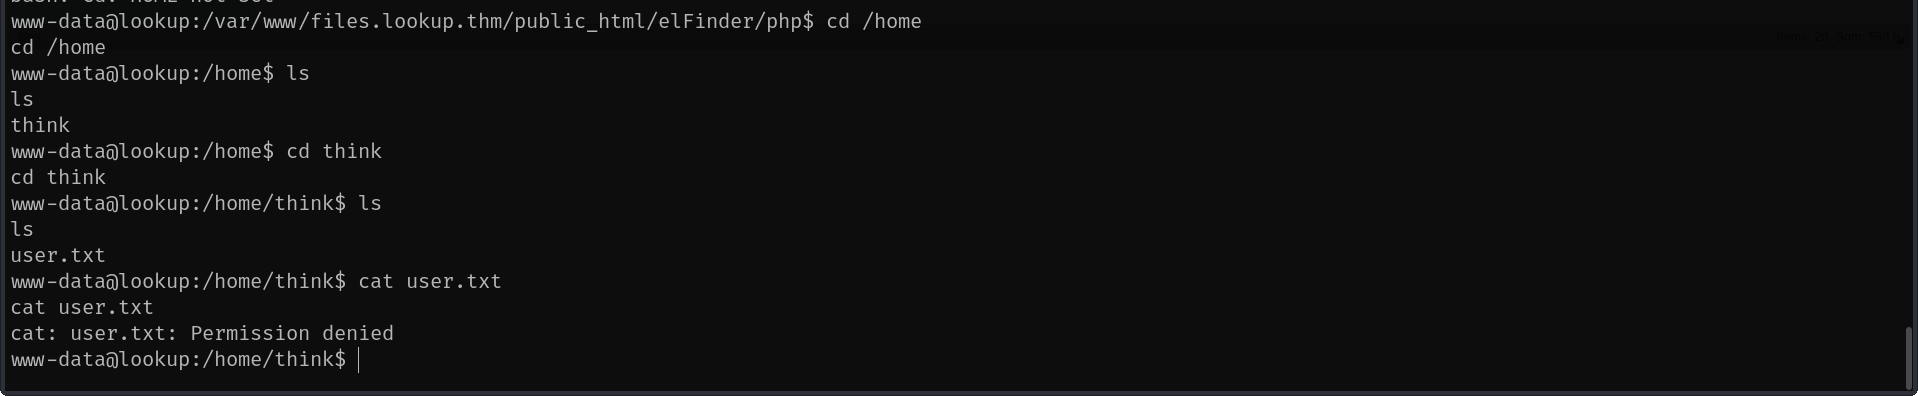 www-data@lookup:/var/www/files.lookup.thm/public_html/elFinder/php$ cd /home
cd /home
www-data@lookup:/home$ ls
ls
think
www-data@lookup:/home$ cd think
cd think
www-data@lookup:/home/think$ ls
ls
user.txt
www-data@lookup:/home/think$ cat user.txt
cat user.txt
cat: user.txt: Permission denied
www-data@lookup:/home/think$